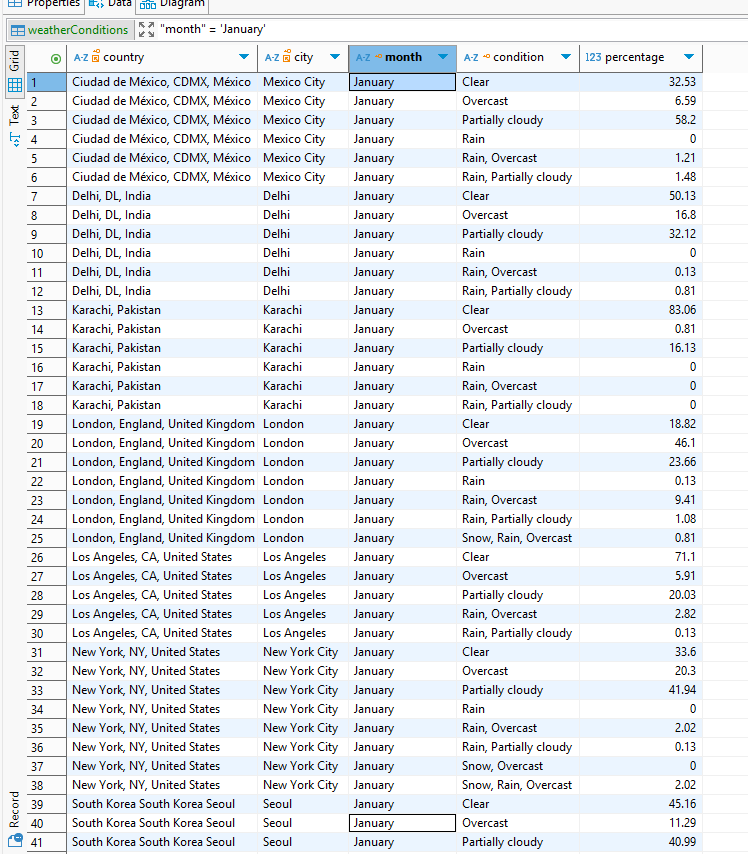 Properties Data Diagram
weatherConditions "month" = 'January'
Grid
Text
Record
A-Z country A-Z city A-Z month A-Z condition 123 percentage
1 Ciudad de México, CDMX, México Mexico City January Clear 32.53
2 Ciudad de México, CDMX, México Mexico City January Overcast 6.59
3 Ciudad de México, CDMX, México Mexico City January Partially cloudy 58.2
4 Ciudad de México, CDMX, México Mexico City January Rain 0
5 Ciudad de México, CDMX, México Mexico City January Rain, Overcast 1.21
6 Ciudad de México, CDMX, México Mexico City January Rain, Partially cloudy 1.48
7 Delhi, DL, India Delhi January Clear 50.13
8 Delhi, DL, India Delhi January Overcast 16.8
9 Delhi, DL, India Delhi January Partially cloudy 32.12
10 Delhi, DL, India Delhi January Rain 0
11 Delhi, DL, India Delhi January Rain, Overcast 0.13
12 Delhi, DL, India Delhi January Rain, Partially cloudy 0.81
13 Karachi, Pakistan Karachi January Clear 83.06
14 Karachi, Pakistan Karachi January Overcast 0.81
15 Karachi, Pakistan Karachi January Partially cloudy 16.13
16 Karachi, Pakistan Karachi January Rain 0
17 Karachi, Pakistan Karachi January Rain, Overcast 0
18 Karachi, Pakistan Karachi January Rain, Partially cloudy 0
19 London, England, United Kingdom London January Clear 18.82
20 London, England, United Kingdom London January Overcast 46.1
21 London, England, United Kingdom London January Partially cloudy 23.66
22 London, England, United Kingdom London January Rain 0.13
23 London, England, United Kingdom London January Rain, Overcast 9.41
24 London, England, United Kingdom London January Rain, Partially cloudy 1.08
25 London, England, United Kingdom London January Snow, Rain, Overcast 0.81
26 Los Angeles, CA, United States Los Angeles January Clear 71.1
27 Los Angeles, CA, United States Los Angeles January Overcast 5.91
28 Los Angeles, CA, United States Los Angeles January Partially cloudy 20.03
29 Los Angeles, CA, United States Los Angeles January Rain, Overcast 2.82
30 Los Angeles, CA, United States Los Angeles January Rain, Partially cloudy 0.13
31 New York, NY, United States New York City January Clear 33.6
32 New York, NY, United States New York City January Overcast 20.3
33 New York, NY, United States New York City January Partially cloudy 41.94
34 New York, NY, United States New York City January Rain 0
35 New York, NY, United States New York City January Rain, Overcast 2.02
36 New York, NY, United States New York City January Rain, Partially cloudy 0.13
37 New York, NY, United States New York City January Snow, Overcast 0
38 New York, NY, United States New York City January Snow, Rain, Overcast 2.02
39 South Korea South Korea Seoul Seoul January Clear 45.16
40 South Korea South Korea Seoul Seoul January Overcast 11.29
41 South Korea South Korea Seoul Seoul January Partially cloudy 40.99